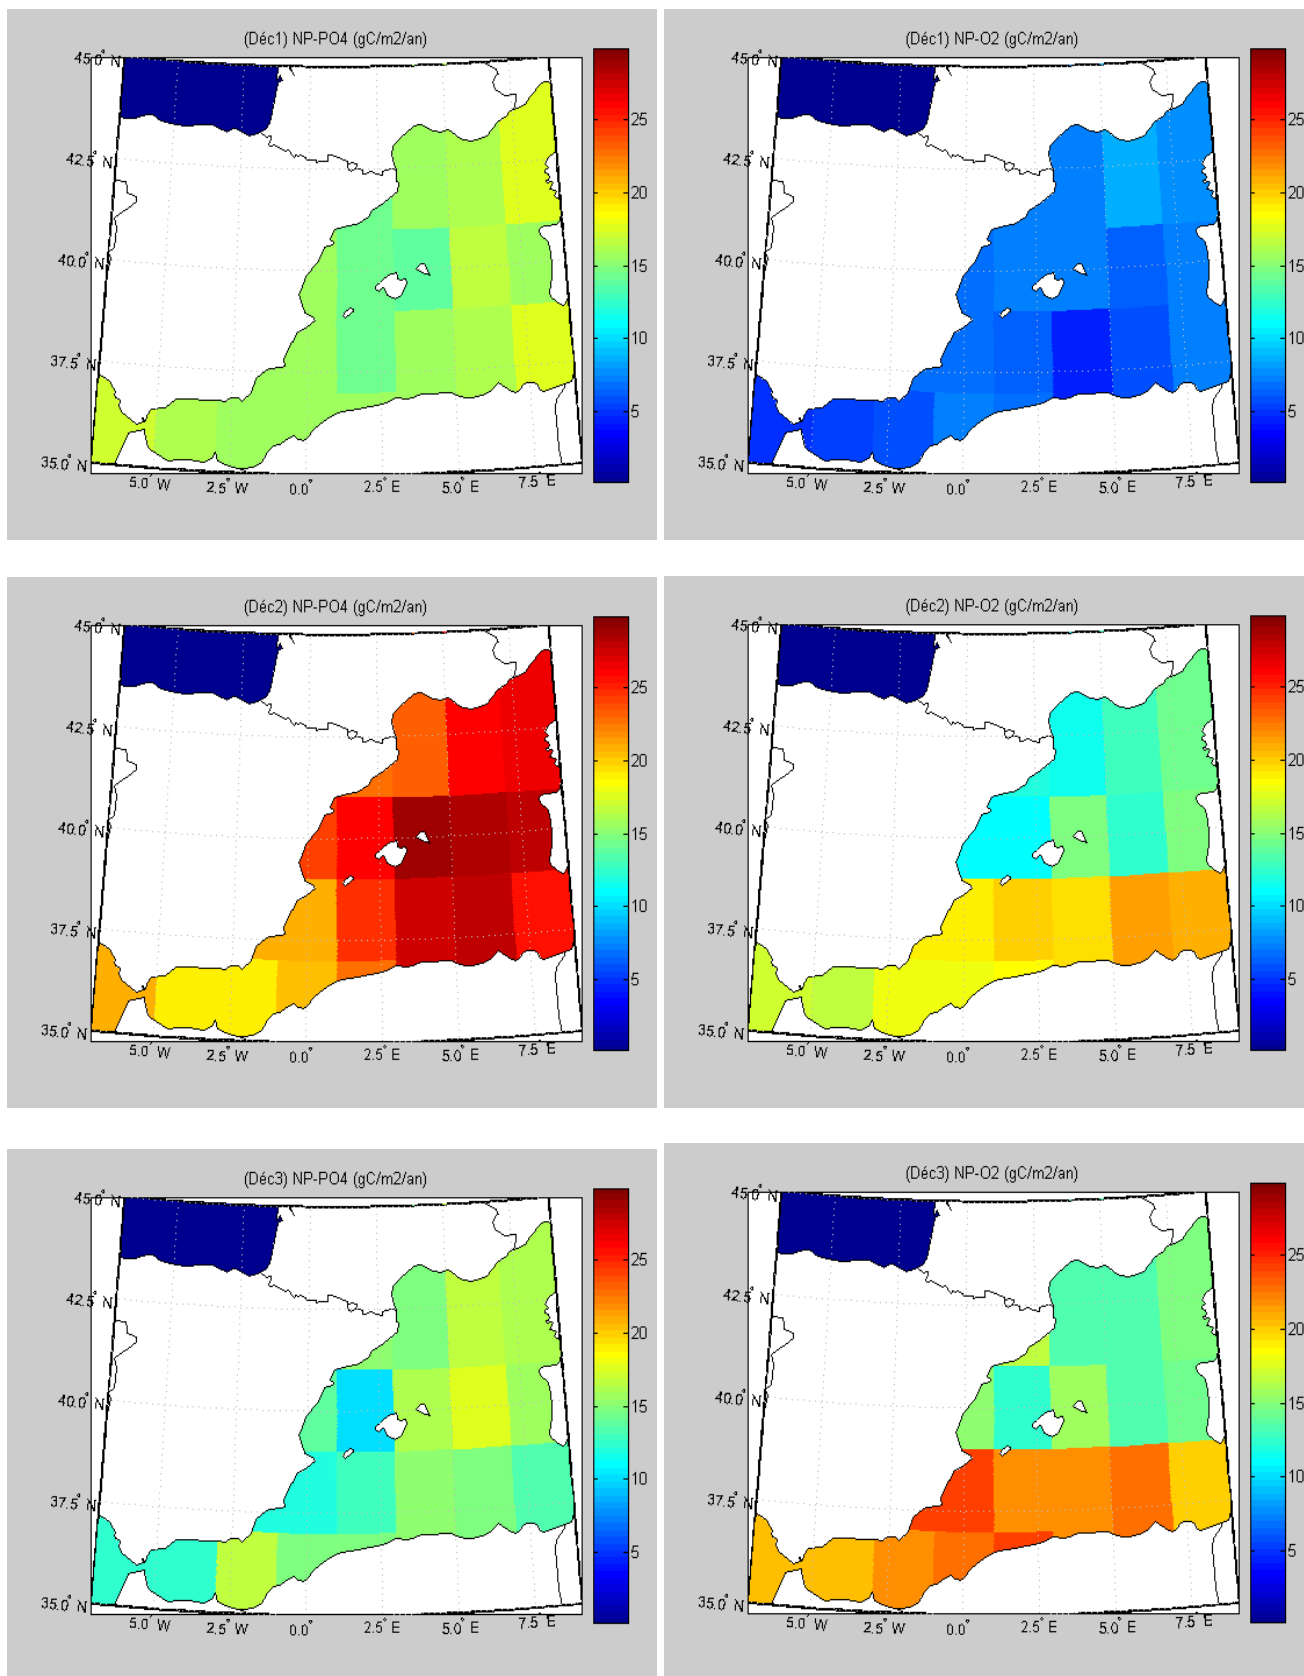 (Déc1) NP-PO4 (gC/m2/an)
45.0° N
42.5° N
40.0° N
37.5° N
35.0° N
5.0° W 2.5° W 0.0° 2.5° E 5.0° E 7.5° E
25
20
15
10
5
(Déc1) NP-O2 (gC/m2/an)
45.0° N
42.5° N
40.0° N
37.5° N
35.0° N
5.0° W 2.5° W 0.0° 2.5° E 5.0° E 7.5° E
25
20
15
10
5
(Déc2) NP-PO4 (gC/m2/an)
45.0° N
42.5° N
40.0° N
37.5° N
35.0° N
5.0° W 2.5° W 0.0° 2.5° E 5.0° E 7.5° E
25
20
15
10
5
(Déc2) NP-O2 (gC/m2/an)
45.0° N
42.5° N
40.0° N
37.5° N
35.0° N
5.0° W 2.5° W 0.0° 2.5° E 5.0° E 7.5° E
25
20
15
10
5
(Déc3) NP-PO4 (gC/m2/an)
45.0° N
42.5° N
40.0° N
37.5° N
35.0° N
5.0° W 2.5° W 0.0° 2.5° E 5.0° E 7.5° E
25
20
15
10
5
(Déc3) NP-O2 (gC/m2/an)
45.0° N
42.5° N
40.0° N
37.5° N
35.0° N
5.0° W 2.5° W 0.0° 2.5° E 5.0° E 7.5° E
25
20
15
10
5